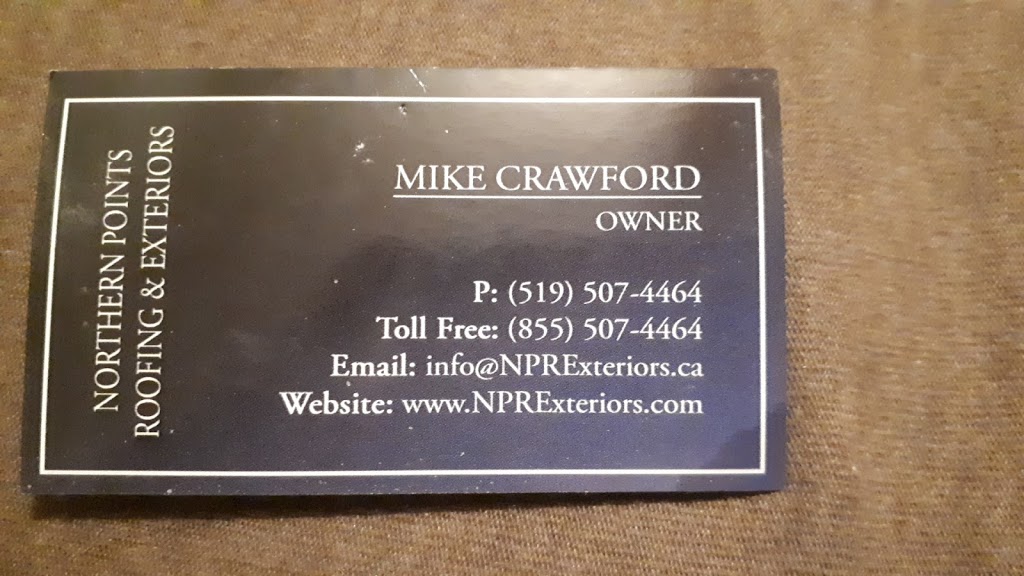 NORTHERN POINTS
ROOFING & EXTERIORS
MIKE CRAWFORD
OWNER
P: (519) 507-4464
Toll Free: (855) 507-4464
Email: info@NPRExteriors.ca
Website: www.NPRExteriors.com